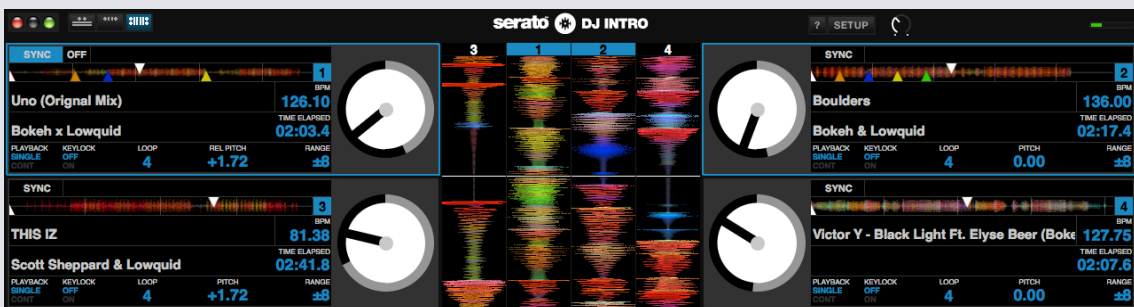 serato DJ INTRO
? SETUP
SYNC OFF
1
BPM
Uno (Orignal Mix) 126.10
TIME ELAPSED
Bokeh x Lowquid 02:03.4
PLAYBACK KEYLOCK LOOP REL PITCH RANGE
SINGLE OFF 4 +1.72 ±8
CONT ON
3 1 2 4
SYNC
2
BPM
Boulders 136.00
TIME ELAPSED
Bokeh & Lowquid 02:17.4
PLAYBACK KEYLOCK LOOP PITCH RANGE
SINGLE OFF 4 0.00 ±8
CONT ON
SYNC
3
BPM
THIS IZ 81.38
TIME ELAPSED
Scott Sheppard & Lowquid 02:41.8
PLAYBACK KEYLOCK LOOP PITCH RANGE
SINGLE OFF 4 +1.72 ±8
CONT ON
SYNC
4
BPM
Victor Y - Black Light Ft. Elyse Beer (Boke 127.75
TIME ELAPSED
02:07.6
PLAYBACK KEYLOCK LOOP PITCH RANGE
SINGLE OFF 4 0.00 ±8
CONT ON